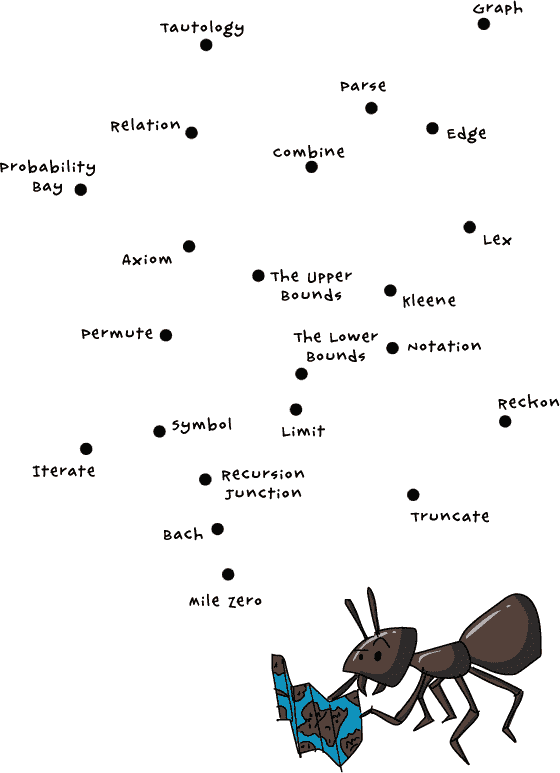 Graph
Tautology
Parse
Relation
Edge
Combine
Probability
Bay
Lex
Axiom
The Upper
Bounds
Kleene
Permute
The Lower
Bounds
Notation
Reckon
Symbol
Limit
Iterate
Recursion
Junction
Truncate
Bach
Mile Zero